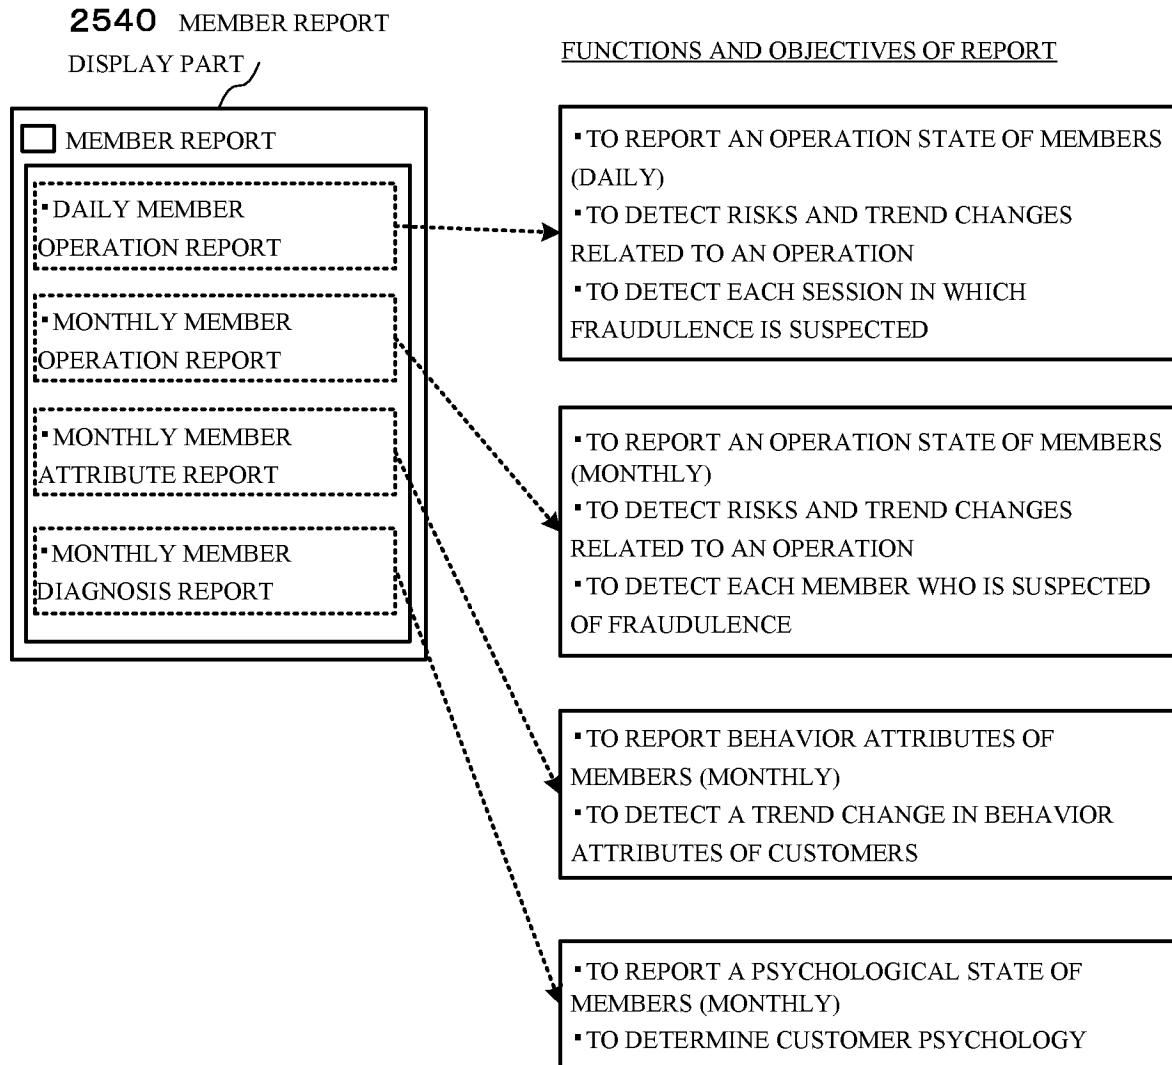 2540 MEMBER REPORT
DISPLAY PART
FUNCTIONS AND OBJECTIVES OF REPORT
MEMBER REPORT
▪DAILY MEMBER
OPERATION REPORT
▪MONTHLY MEMBER
OPERATION REPORT
▪MONTHLY MEMBER
ATTRIBUTE REPORT
▪MONTHLY MEMBER
DIAGNOSIS REPORT
▪TO REPORT AN OPERATION STATE OF MEMBERS
(DAILY)
▪TO DETECT RISKS AND TREND CHANGES
RELATED TO AN OPERATION
▪TO DETECT EACH SESSION IN WHICH
FRAUDULENCE IS SUSPECTED
▪TO REPORT AN OPERATION STATE OF MEMBERS
(MONTHLY)
▪TO DETECT RISKS AND TREND CHANGES
RELATED TO AN OPERATION
▪TO DETECT EACH MEMBER WHO IS SUSPECTED
OF FRAUDULENCE
▪TO REPORT BEHAVIOR ATTRIBUTES OF
MEMBERS (MONTHLY)
▪TO DETECT A TREND CHANGE IN BEHAVIOR
ATTRIBUTES OF CUSTOMERS
▪TO REPORT A PSYCHOLOGICAL STATE OF
MEMBERS (MONTHLY)
▪TO DETERMINE CUSTOMER PSYCHOLOGY